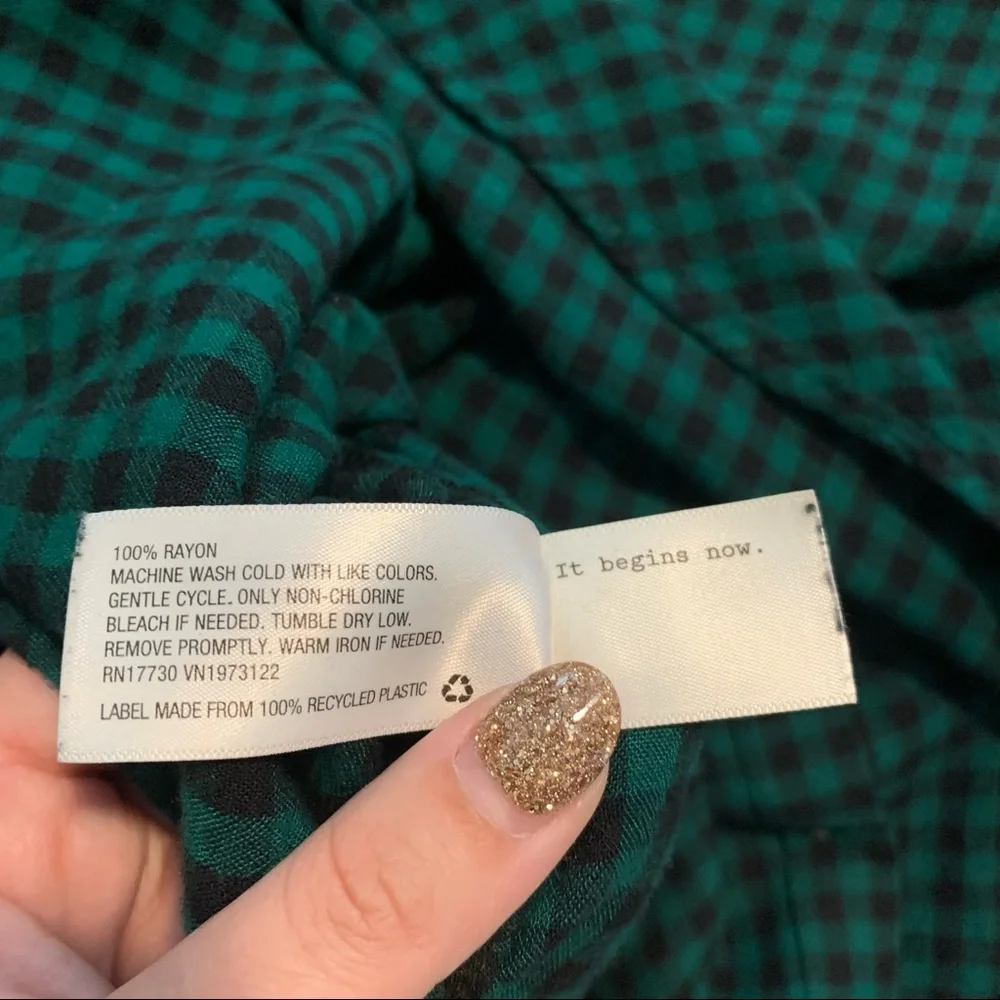 100% RAYON
MACHINE WASH COLD WITH LIKE COLORS.
GENTLE CYCLE. ONLY NON-CHLORINE
BLEACH IF NEEDED. TUMBLE DRY LOW.
REMOVE PROMPTLY. WARM IRON IF NEEDED.
RN17730 VN1973122
LABEL MADE FROM 100% RECYCLED PLASTIC
It begins now.